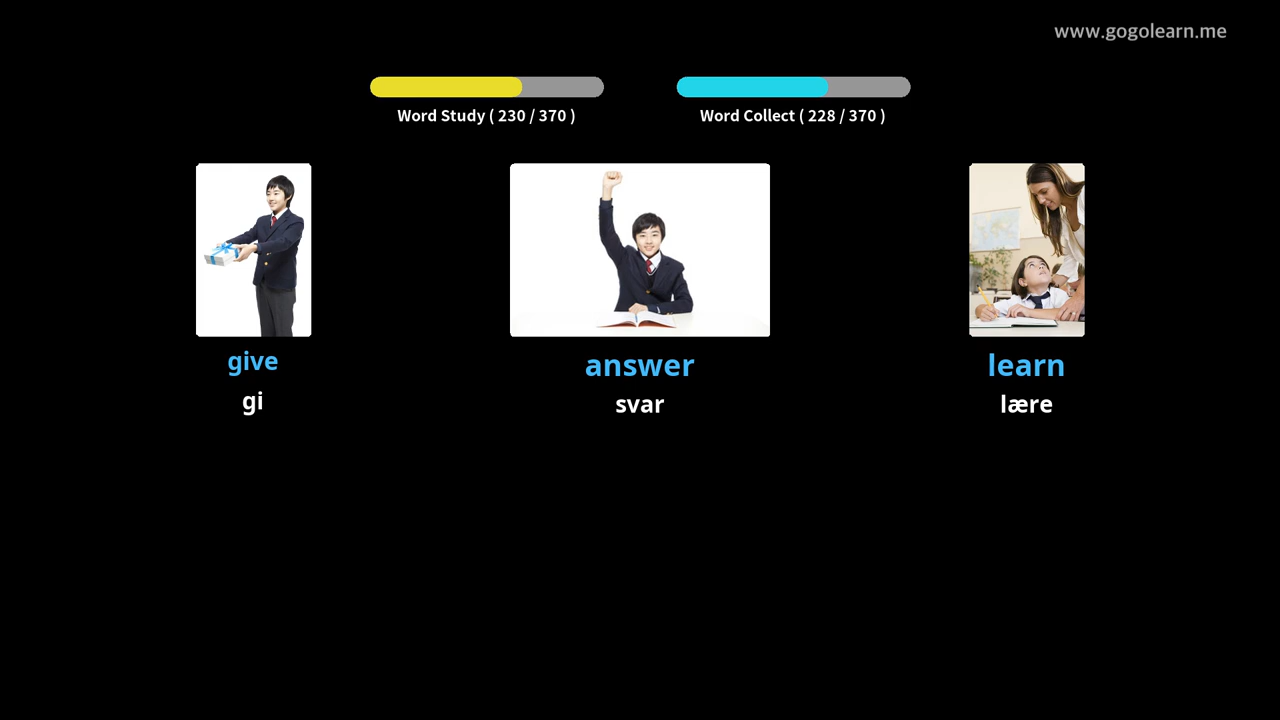 www.gogolearn.me
Word Study ( 230 / 370 )
Word Collect ( 228 / 370 )
give
gi
answer
svar
learn
lære